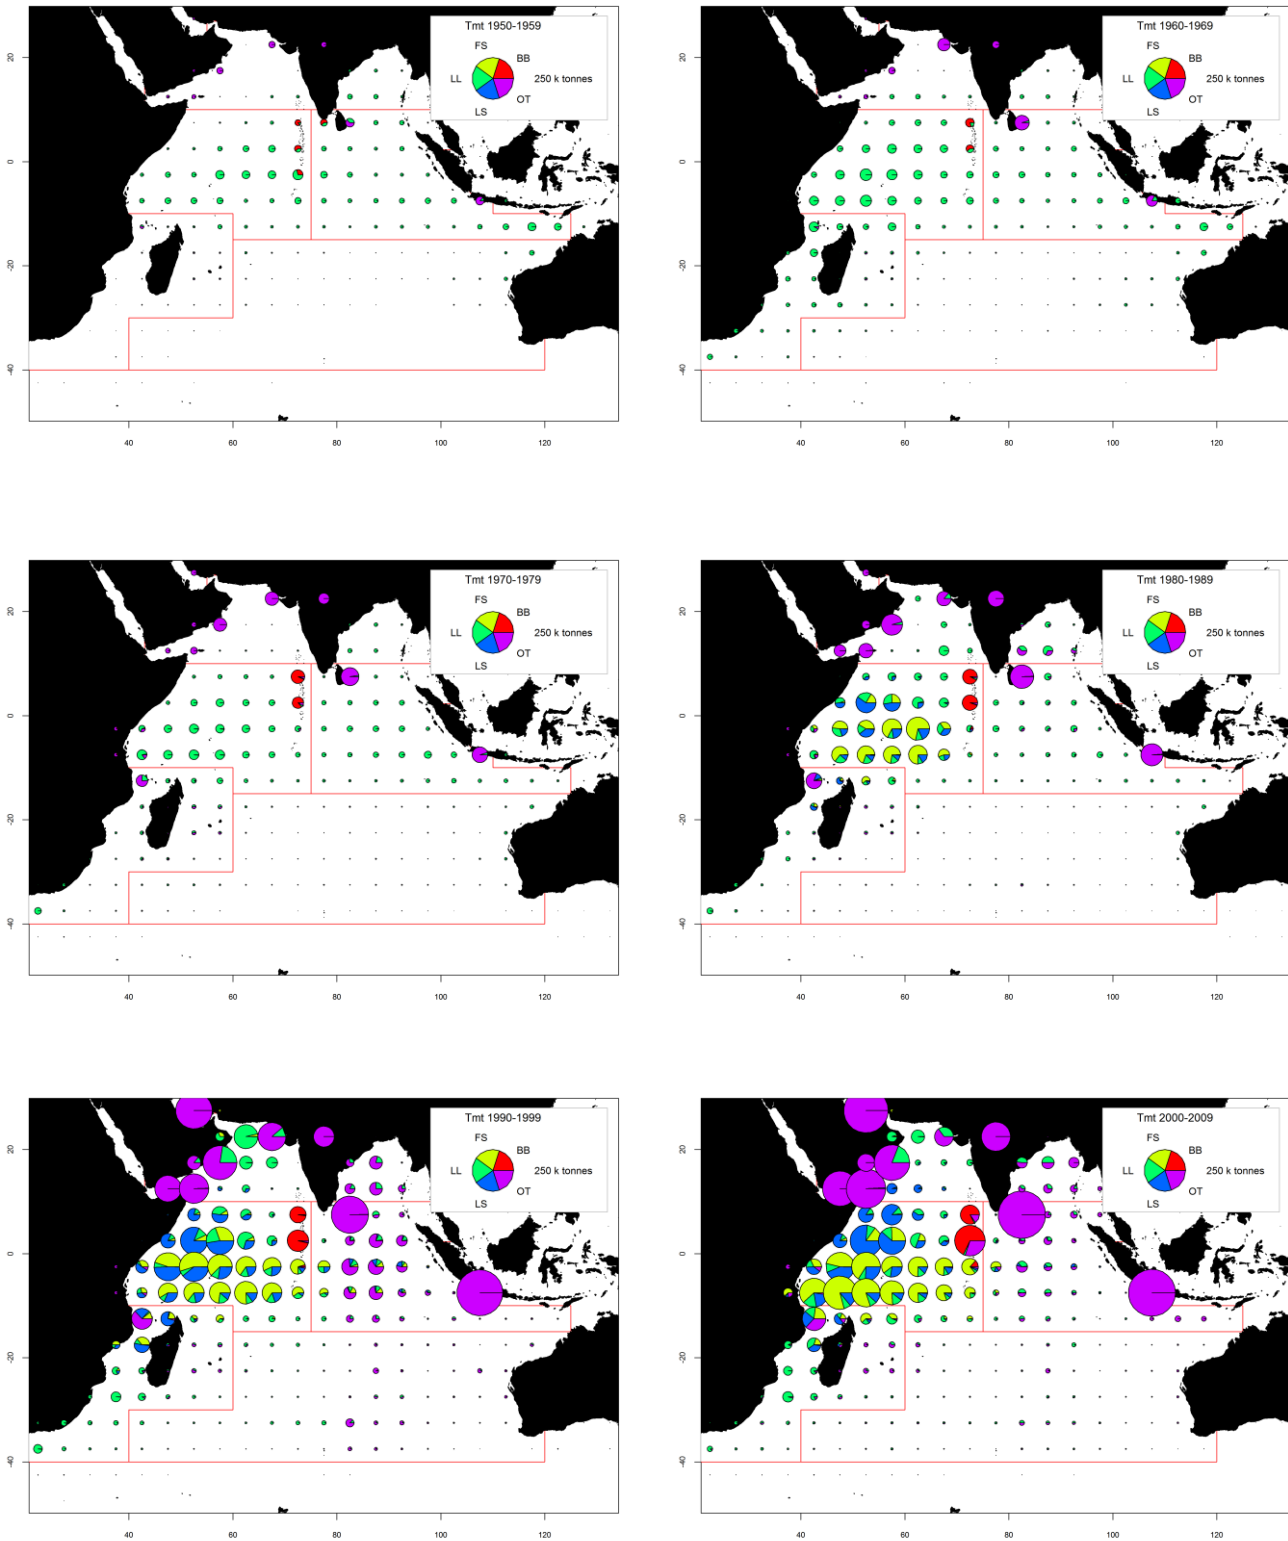 Tmt 1950-1959
FS
BB
LL
250 k tonnes
OT
LS
20
0
-20
-40
40
60
80
100
120
Tmt 1960-1969
FS
BB
LL
250 k tonnes
OT
LS
20
0
-20
-40
40
60
80
100
120
Tmt 1970-1979
FS
BB
LL
250 k tonnes
OT
LS
20
0
-20
-40
40
60
80
100
120
Tmt 1980-1989
FS
BB
LL
250 k tonnes
OT
LS
20
0
-20
-40
40
60
80
100
120
Tmt 1990-1999
FS
BB
LL
250 k tonnes
OT
LS
20
0
-20
-40
40
60
80
100
120
Tmt 2000-2009
FS
BB
LL
250 k tonnes
OT
LS
20
0
-20
-40
40
60
80
100
120